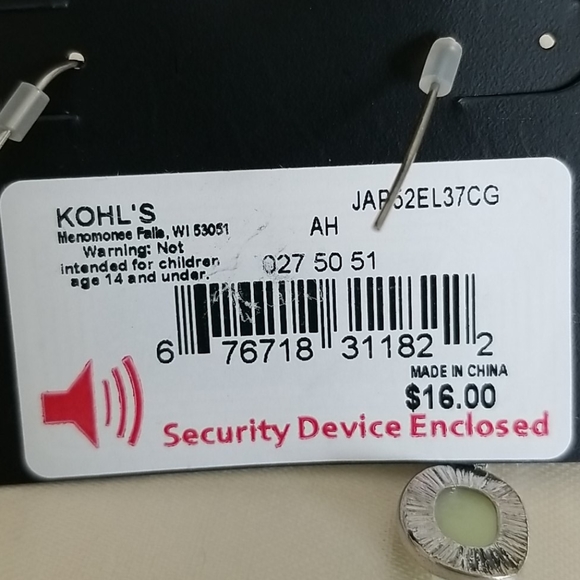 KOHL'S
Menomonee Falls, WI 53051
Warning: Not
intended for children
age 14 and under.
AH
027 50 51
6 76718 31182 2
MADE IN CHINA
$16.00
Security Device Enclosed